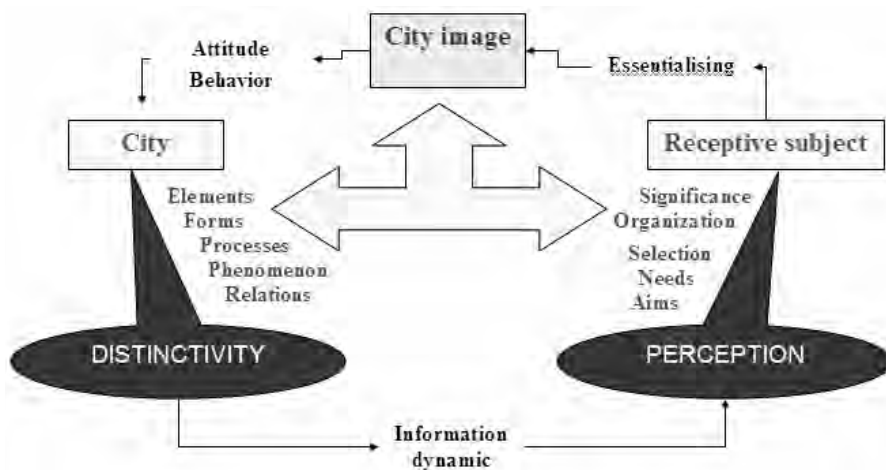 City image
Attitude
Behavior
Essentialising
City
Receptive subject
Elements
Forms
Processes
Phenomenon
Relations
Significance
Organization
Selection
Needs
Aims
DISTINCTIVITY
PERCEPTION
Information
dynamic